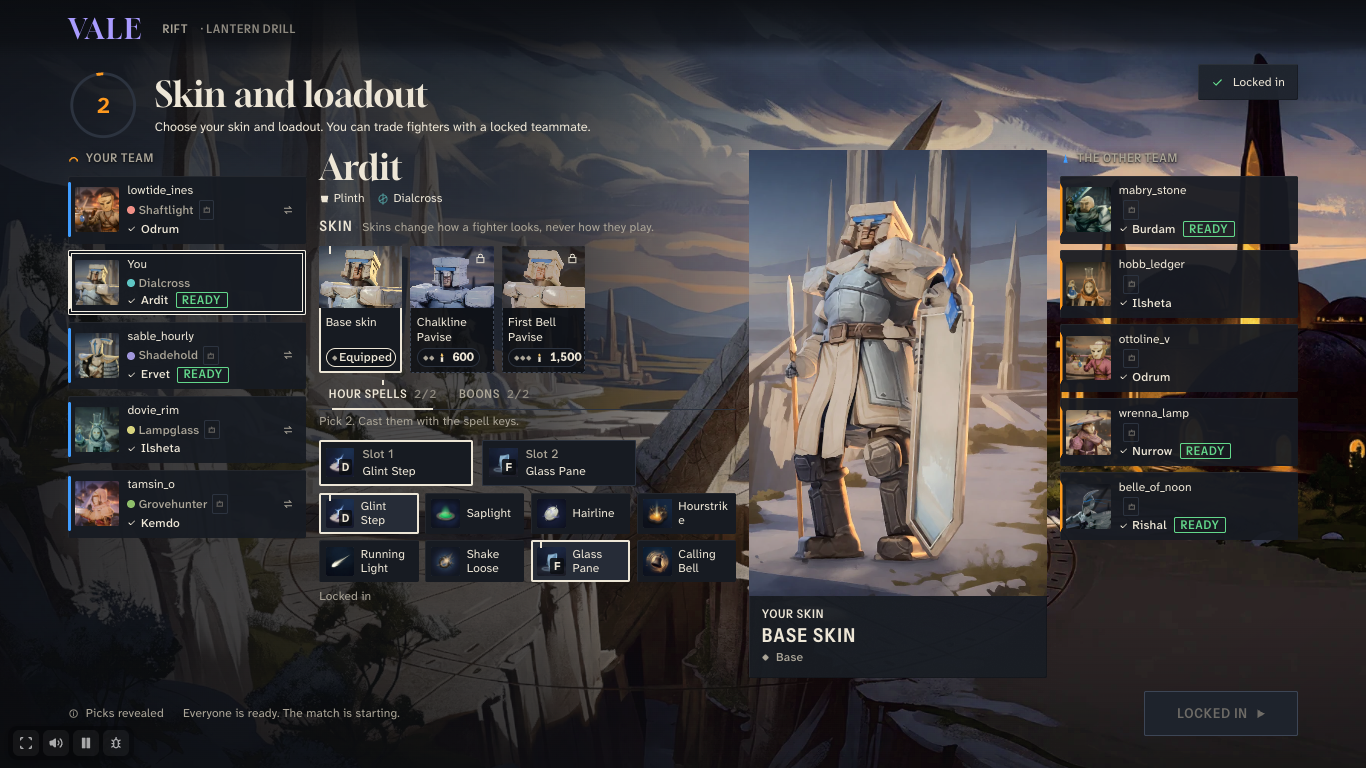 VALE RIFT · LANTERN DRILL
2
Skin and loadout
Choose your skin and loadout. You can trade fighters with a locked teammate.
Locked in
YOUR TEAM
lowtide_ines
Shaftlight
Odrum
You
Dialcross
Ardit READY
sable_hourly
Shadehold
Ervet READY
dovie_rim
Lampglass
Ilsheta
tamsin_o
Grovehunter
Kemdo
Ardit
Plinth Dialcross
SKIN Skins change how a fighter looks, never how they play.
Base skin
Equipped
Chalkline
Pavise
600
First Bell
Pavise
1,500
HOUR SPELLS 2/2 BOONS 2/2
Pick 2. Cast them with the spell keys.
D
Slot 1
Glint Step
F
Slot 2
Glass Pane
D
Glint
Step
Saplight
Hairline
Hourstrik
e
Running
Light
Shake
Loose
F
Glass
Pane
Calling
Bell
Locked in
YOUR SKIN
BASE SKIN
Base
THE OTHER TEAM
mabry_stone
Burdam READY
hobb_ledger
Ilsheta
ottoline_v
Odrum
wrenna_lamp
Nurrow READY
belle_of_noon
Rishal READY
Picks revealed Everyone is ready. The match is starting.
LOCKED IN